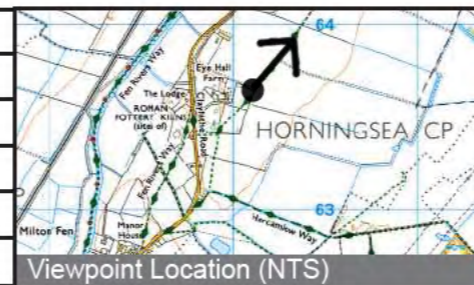 64
Fen Rivers Way
Eye Hall
Farm
The Lodge
ROMAN
POTTERY KILNS
(sites of)
Clayhithe Road
HORNINGSEA CP
Fen Rivers Way
63
Harcamlow Way
Milton Fen
Manor
House
Viewpoint Location (NTS)